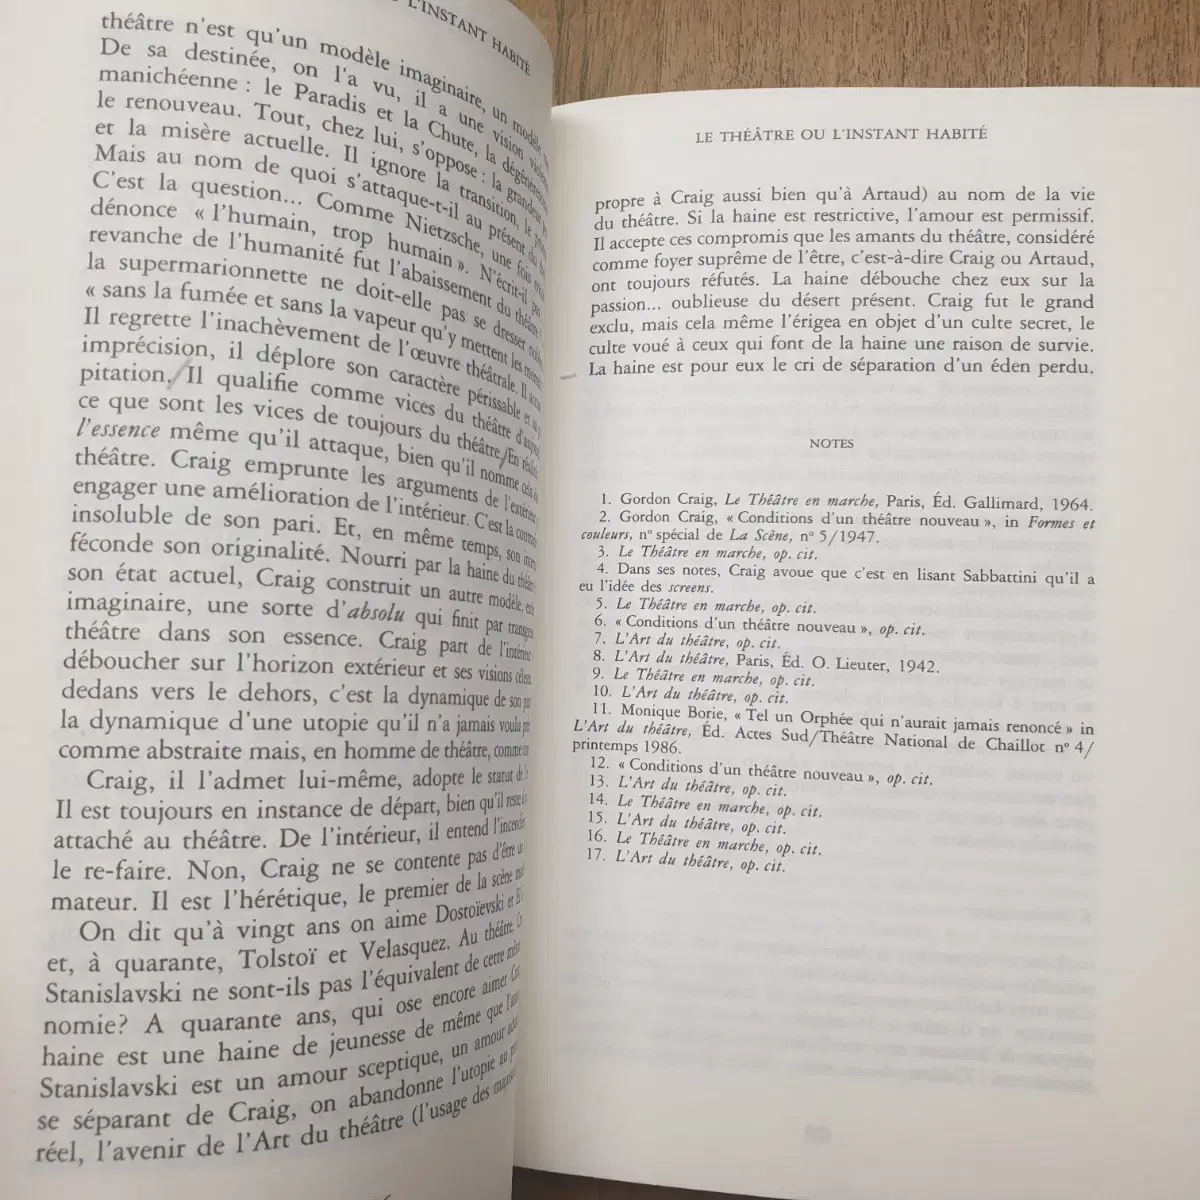 OU L'INSTANT HABITÉ
théâtre n'est qu'un modèle imaginaire, un modèle
De sa destinée, on l'a vu, il a une vision
manichéenne : le Paradis et la Chute, la dégénérescence
le renouveau. Tout, chez lui, s'oppose : la grandeur
et la misère actuelle. Il ignore la transition, le
Mais au nom de quoi s'attaque-t-il au présent du
C'est la question... Comme Nietzsche, une fois
dénonce « l'humain, trop humain ». N'écrit-il pas
revanche de l'humanité fut l'abaissement du théâtre
la supermarionnette ne doit-elle pas se dresser
« sans la fumée et sans la vapeur qu'y mettent les
Il regrette l'inachèvement de l'œuvre théâtrale. Il
imprécision, il déplore son caractère périssable et
pitation. Il qualifie comme vices du théâtre
ce que sont les vices de toujours du théâtre. En
l'essence même qu'il attaque, bien qu'il nomme cela
théâtre. Craig emprunte les arguments de l'extérieur
engager une amélioration de l'intérieur. C'est la
insoluble de son pari. Et, en même temps, son
féconde son originalité. Nourri par la haine du
son état actuel, Craig construit un autre modèle,
imaginaire, une sorte d'absolu qui finit par
théâtre dans son essence. Craig part de l'intérieur
déboucher sur l'horizon extérieur et ses visions
dedans vers le dehors, c'est la dynamique de son
la dynamique d'une utopie qu'il n'a jamais voulu
comme abstraite mais, en homme de théâtre, comme
Craig, il l'admet lui-même, adopte le statut de
Il est toujours en instance de départ, bien qu'il reste
attaché au théâtre. De l'intérieur, il entend l'incendier
le re-faire. Non, Craig ne se contente pas d'être
mateur. Il est l'hérétique, le premier de la scène
On dit qu'à vingt ans on aime Dostoïevski et
et, à quarante, Tolstoï et Velasquez. Au théâtre,
Stanislavski ne sont-ils pas l'équivalent de cette
nomie? A quarante ans, qui ose encore aimer
haine est une haine de jeunesse de même que
Stanislavski est un amour sceptique, un amour
se séparant de Craig, on abandonne l'utopie au
réel, l'avenir de l'Art du théâtre (l'usage des
LE THÉÂTRE OU L'INSTANT HABITÉ
propre à Craig aussi bien qu'à Artaud) au nom de la vie
du théâtre. Si la haine est restrictive, l'amour est permissif.
Il accepte ces compromis que les amants du théâtre, considéré
comme foyer suprême de l'être, c'est-à-dire Craig ou Artaud,
ont toujours réfutés. La haine débouche chez eux sur la
passion... oublieuse du désert présent. Craig fut le grand
exclu, mais cela même l'érigea en objet d'un culte secret, le
culte voué à ceux qui font de la haine une raison de survie.
La haine est pour eux le cri de séparation d'un éden perdu.
NOTES
1. Gordon Craig, Le Théâtre en marche, Paris, Éd. Gallimard, 1964.
2. Gordon Craig, « Conditions d'un théâtre nouveau », in Formes et
couleurs, n° spécial de La Scène, n° 5/1947.
3. Le Théâtre en marche, op. cit.
4. Dans ses notes, Craig avoue que c'est en lisant Sabbattini qu'il a
eu l'idée des screens.
5. Le Théâtre en marche, op. cit.
6. « Conditions d'un théâtre nouveau », op. cit.
7. L'Art du théâtre, op. cit.
8. L'Art du théâtre, Paris, Éd. O. Lieuter, 1942.
9. Le Théâtre en marche, op. cit.
10. L'Art du théâtre, op. cit.
11. Monique Borie, « Tel un Orphée qui n'aurait jamais renoncé » in
L'Art du théâtre, Éd. Actes Sud/Théâtre National de Chaillot n° 4/
printemps 1986.
12. « Conditions d'un théâtre nouveau », op. cit.
13. L'Art du théâtre, op. cit.
14. Le Théâtre en marche, op. cit.
15. L'Art du théâtre, op. cit.
16. Le Théâtre en marche, op. cit.
17. L'Art du théâtre, op. cit.